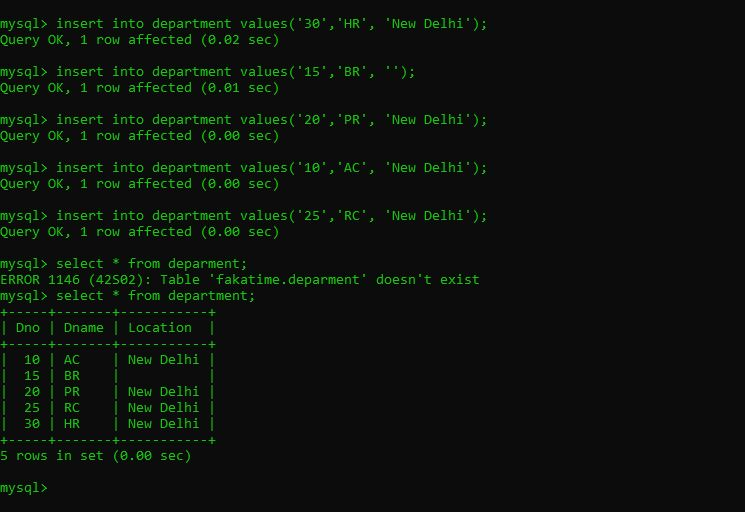 mysql> insert into department values('30','HR', 'New Delhi');
Query OK, 1 row affected (0.02 sec)
mysql> insert into department values('15','BR', '');
Query OK, 1 row affected (0.01 sec)
mysql> insert into department values('20','PR', 'New Delhi');
Query OK, 1 row affected (0.00 sec)
mysql> insert into department values('10','AC', 'New Delhi');
Query OK, 1 row affected (0.00 sec)
mysql> insert into department values('25','RC', 'New Delhi');
Query OK, 1 row affected (0.00 sec)
mysql> select * from deparment;
ERROR 1146 (42S02): Table 'fakatime.deparment' doesn't exist
mysql> select * from department;
+-----+-------+-----------+
| Dno | Dname | Location  |
+-----+-------+-----------+
|  10 | AC    | New Delhi |
|  15 | BR    |           |
|  20 | PR    | New Delhi |
|  25 | RC    | New Delhi |
|  30 | HR    | New Delhi |
+-----+-------+-----------+
5 rows in set (0.00 sec)
mysql>